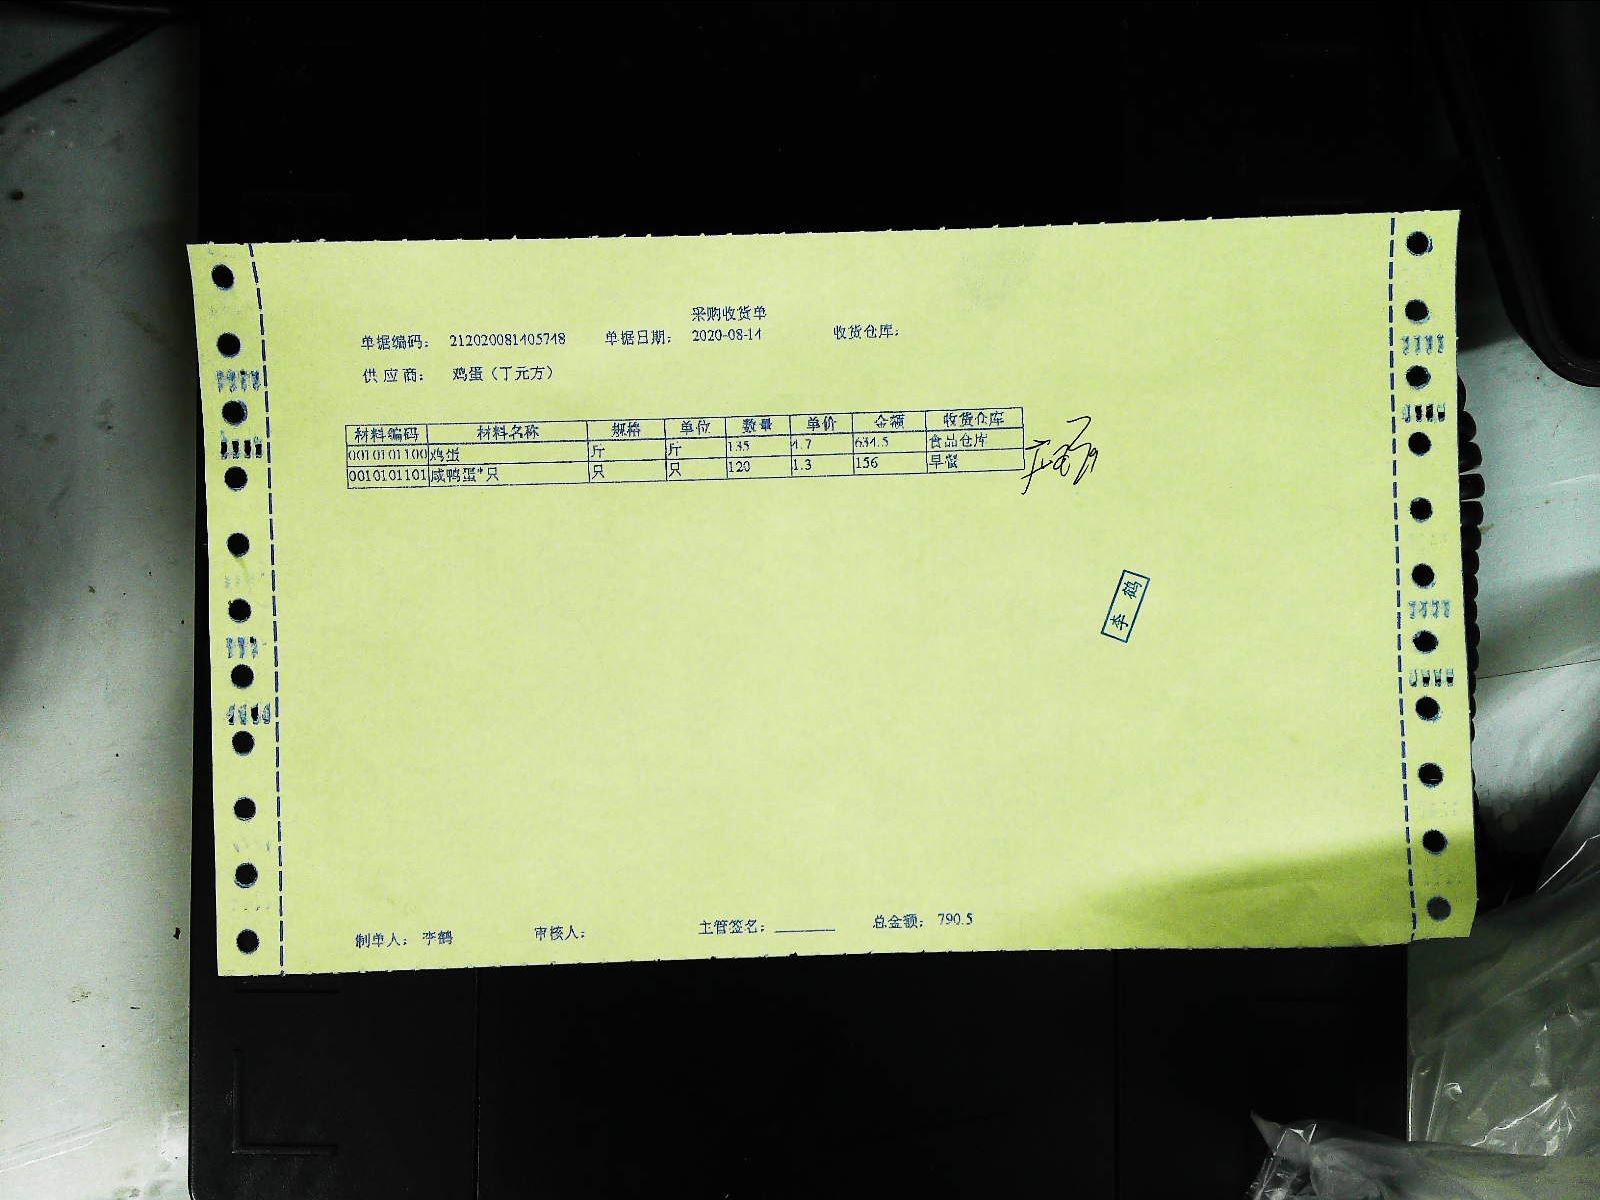 采购收货单
单据编码： 212020081405748 单据日期： 2020-08-14 收货仓库：
供 应 商： 鸡蛋（丁元方）
材料编码 材料名称 规格 单位 数量 单价 金额 收货仓库
0010101100 鸡蛋 斤 斤 135 4.7 634.5 食品仓库
0010101101 咸鸭蛋*只 只 只 120 1.3 156 早餐
李鹤
制单人： 李鹤 审核人： 主管签名： 总金额： 790.5